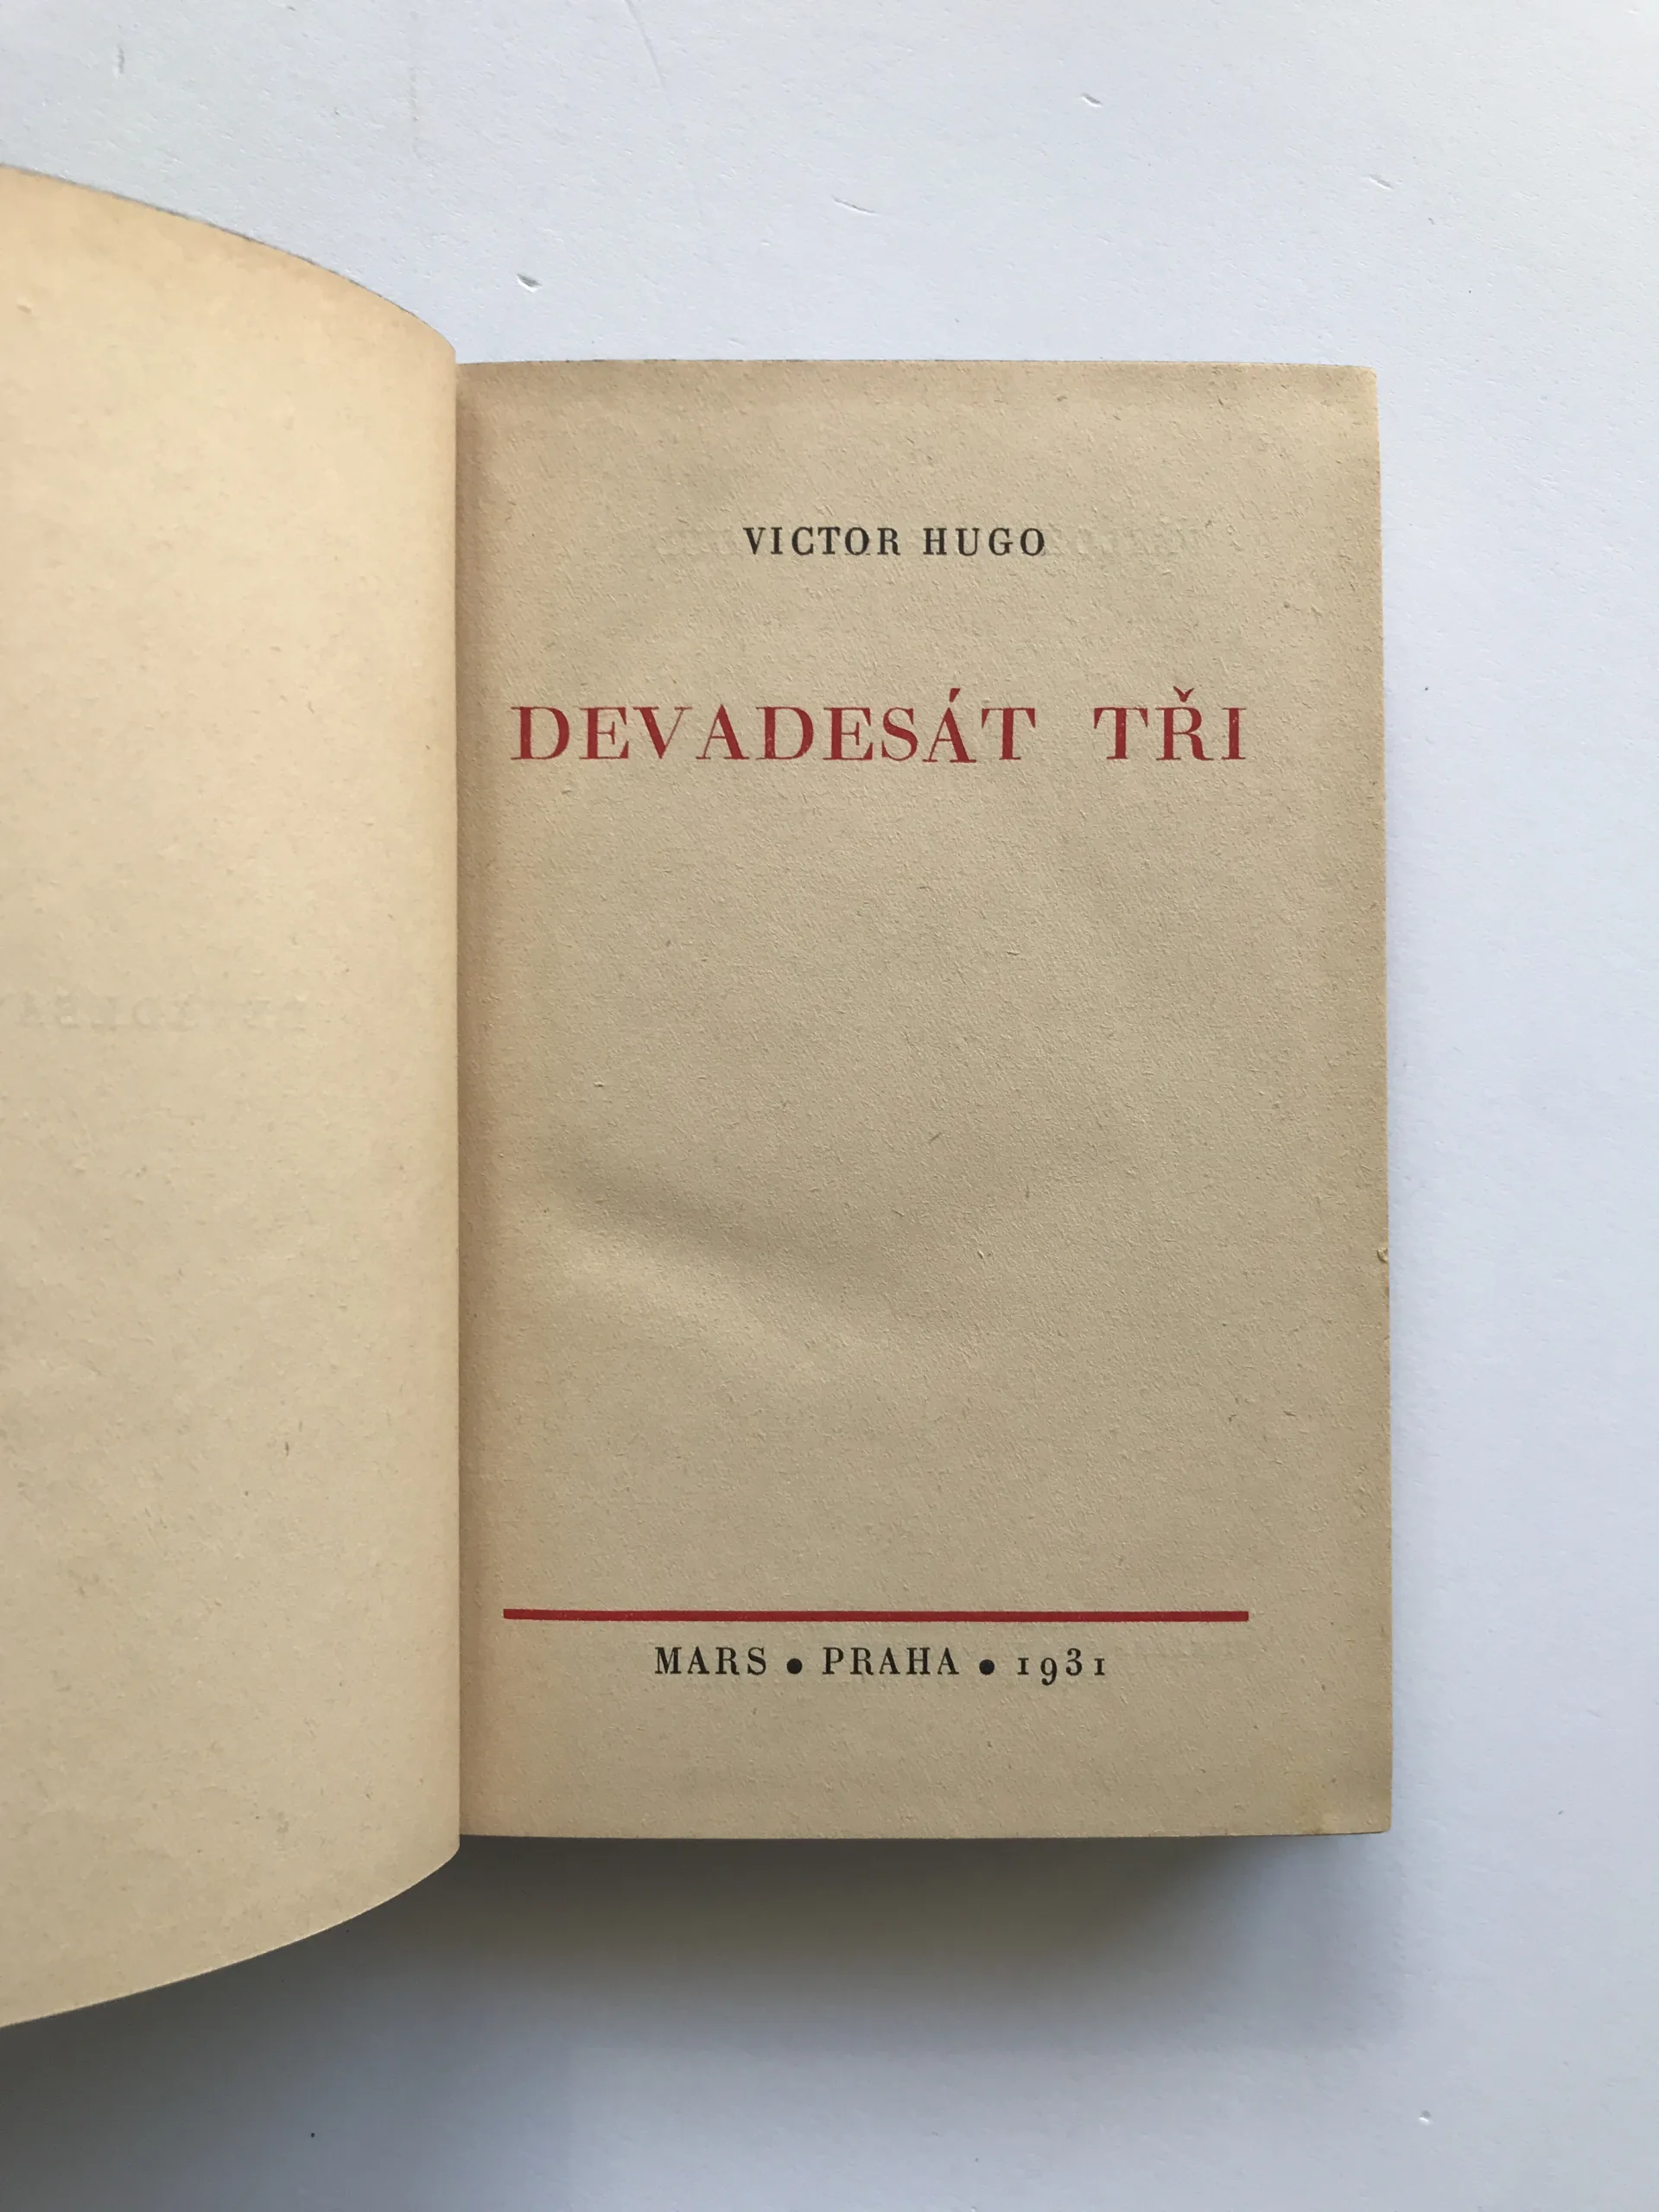 VICTOR HUGO
DEVADESÁT TŘI
MARS • PRAHA • 1931